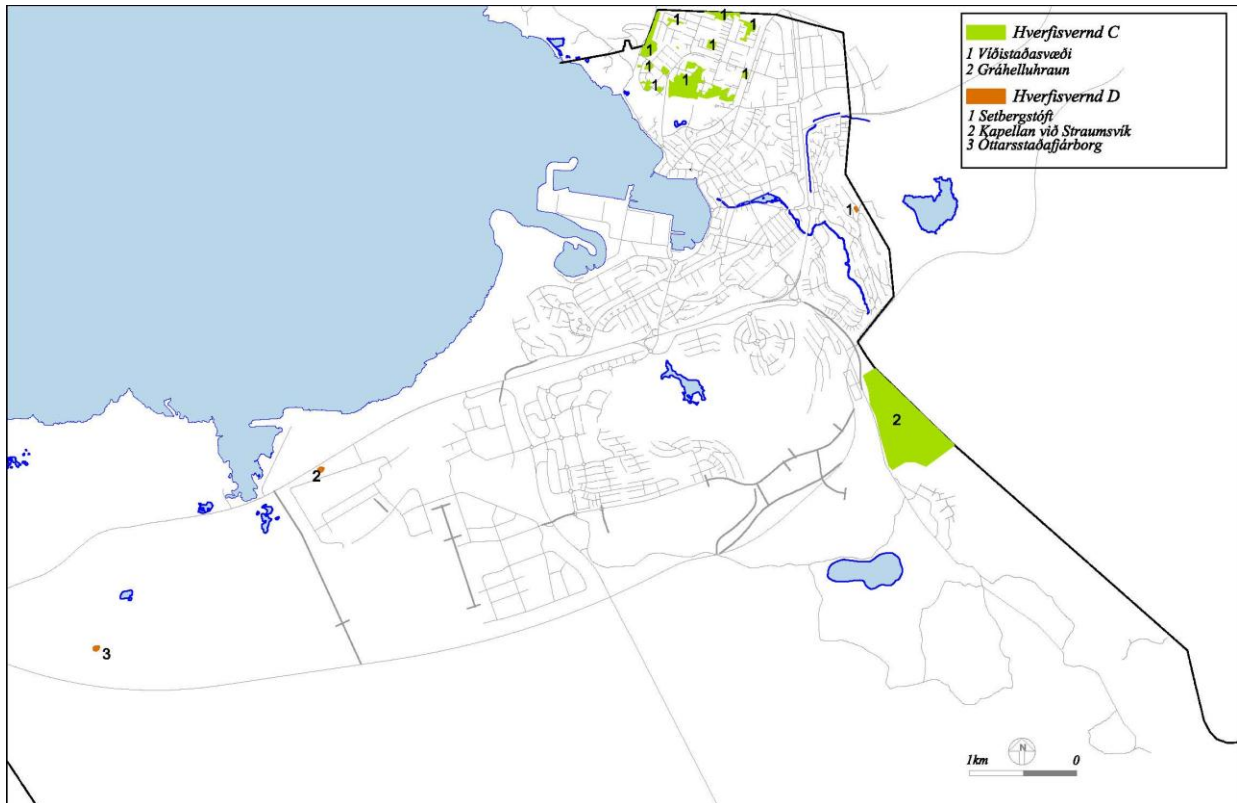 Hverfisvernd C
1 Víðistaðasvæði
2 Gráhelluhraun
Hverfisvernd D
1 Setbergstóft
2 Kapellan við Straumsvík
3 Óttarsstaðafjárborg
1
1
1
1
1
1
1
1
1
1
2
2
3
N
1km 0